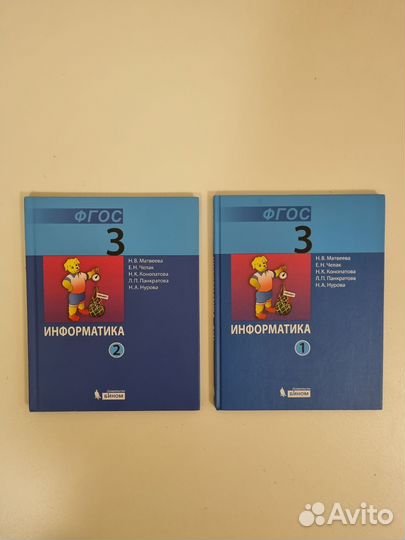 ФГОС
3
Н.В. Матвеева
Е.Н. Челак
Н.К. Конопатова
Л.П. Панкратова
Н.А. Нурова
ИНФОРМАТИКА
2
БИНОМ
ФГОС
3
Н.В. Матвеева
Е.Н. Челак
Н.К. Конопатова
Л.П. Панкратова
Н.А. Нурова
ИНФОРМАТИКА
1
БИНОМ
Avito